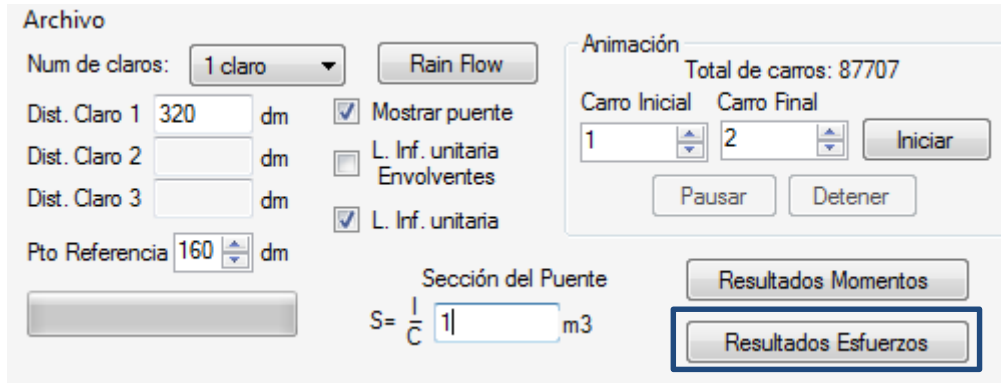 Archivo
Num de claros: 1 claro Rain Flow
Animación
Total de carros: 87707
Dist. Claro 1 320 dm Mostrar puente
Carro Inicial Carro Final
1 2 Iniciar
Dist. Claro 2 dm L. Inf. unitaria
Envolventes
Dist. Claro 3 dm L. Inf. unitaria
Pausar Detener
Pto Referencia 160 dm
Sección del Puente
Resultados Momentos
S= I/C 1 m3
Resultados Esfuerzos